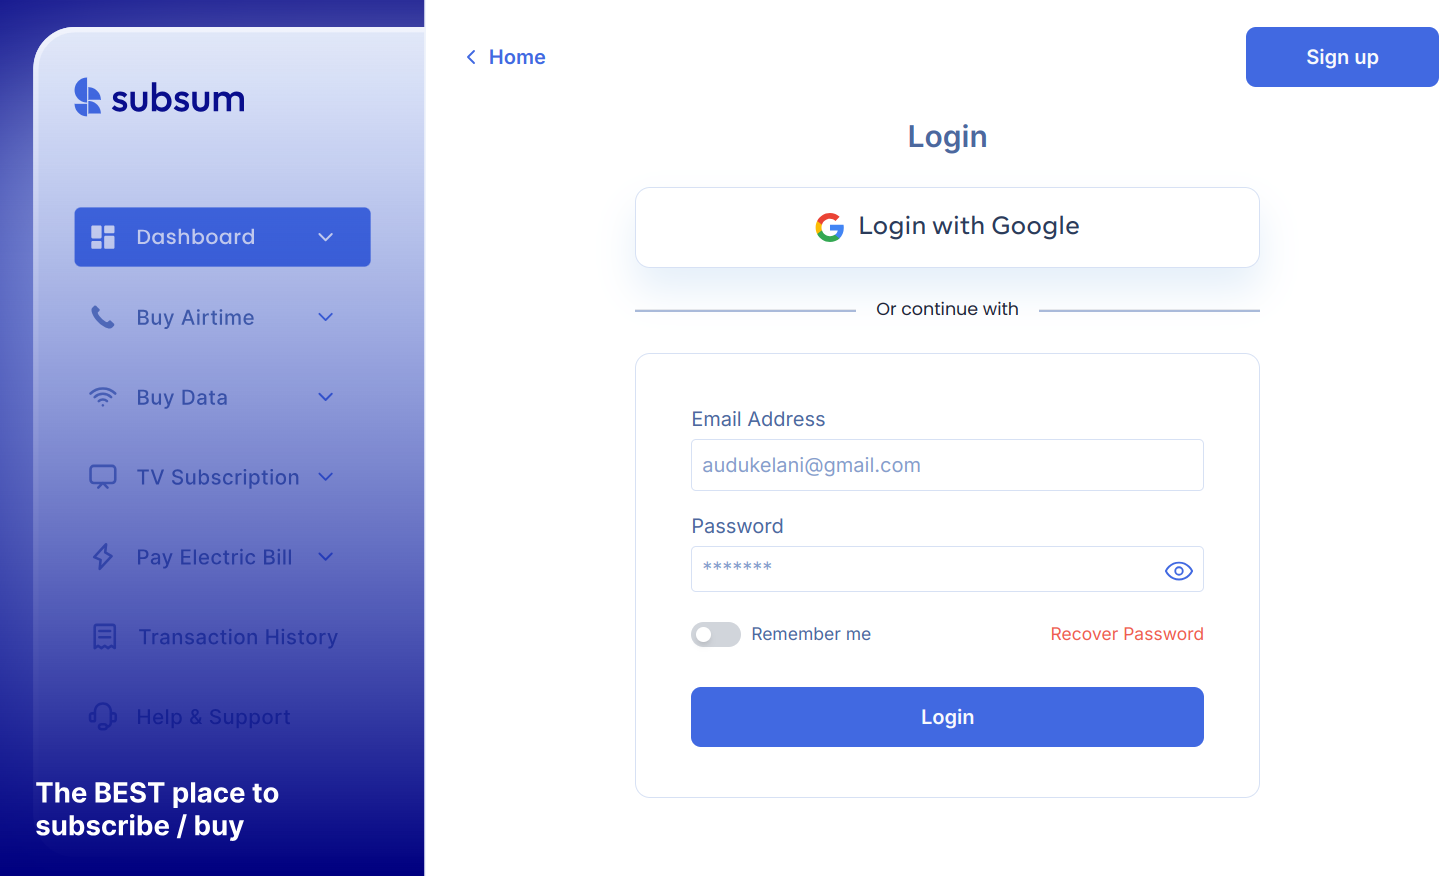 subsum
Dashboard
Buy Airtime
Buy Data
TV Subscription
Pay Electric Bill
Transaction History
Help & Support
The BEST place to
subscribe / buy
Home
Sign up
Login
Login with Google
Or continue with
Email Address
audukelani@gmail.com
Password
*******
Remember me
Recover Password
Login